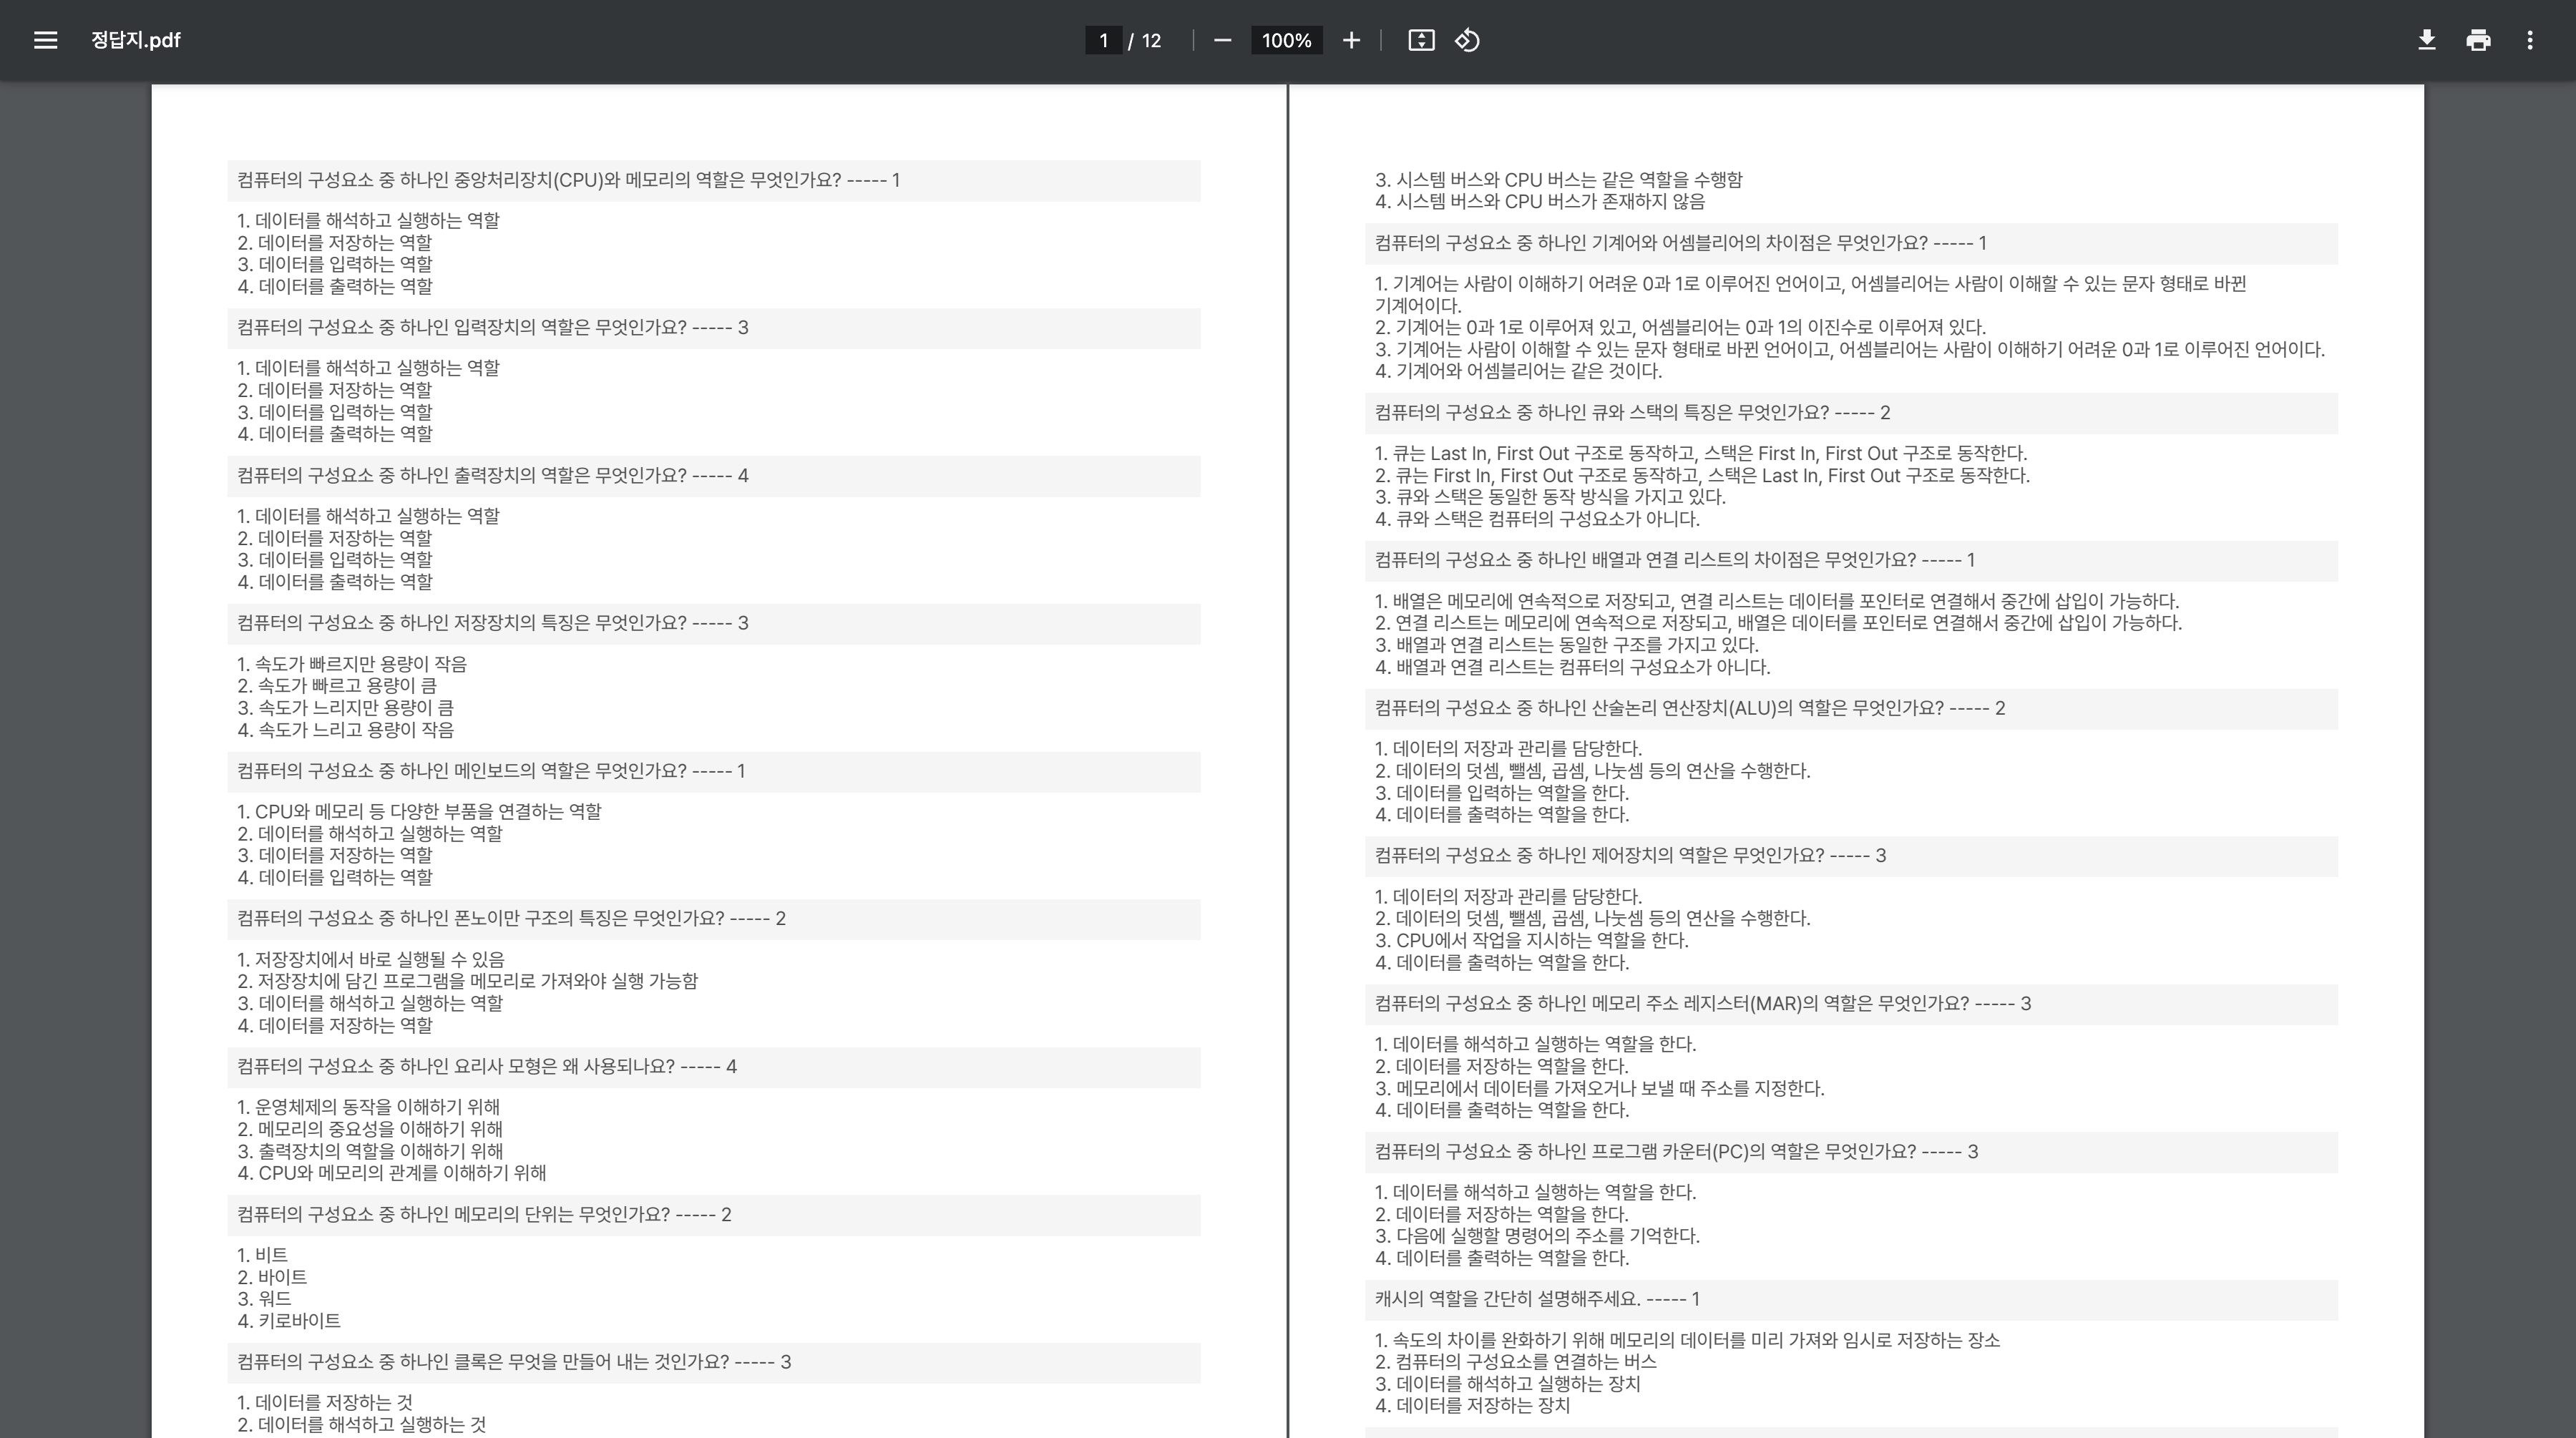 정답지.pdf
1 / 12
100%
컴퓨터의 구성요소 중 하나인 중앙처리장치(CPU)와 메모리의 역할은 무엇인가요? ----- 1
1. 데이터를 해석하고 실행하는 역할
2. 데이터를 저장하는 역할
3. 데이터를 입력하는 역할
4. 데이터를 출력하는 역할
컴퓨터의 구성요소 중 하나인 입력장치의 역할은 무엇인가요? ----- 3
1. 데이터를 해석하고 실행하는 역할
2. 데이터를 저장하는 역할
3. 데이터를 입력하는 역할
4. 데이터를 출력하는 역할
컴퓨터의 구성요소 중 하나인 출력장치의 역할은 무엇인가요? ----- 4
1. 데이터를 해석하고 실행하는 역할
2. 데이터를 저장하는 역할
3. 데이터를 입력하는 역할
4. 데이터를 출력하는 역할
컴퓨터의 구성요소 중 하나인 저장장치의 특징은 무엇인가요? ----- 3
1. 속도가 빠르지만 용량이 작음
2. 속도가 빠르고 용량이 큼
3. 속도가 느리지만 용량이 큼
4. 속도가 느리고 용량이 작음
컴퓨터의 구성요소 중 하나인 메인보드의 역할은 무엇인가요? ----- 1
1. CPU와 메모리 등 다양한 부품을 연결하는 역할
2. 데이터를 해석하고 실행하는 역할
3. 데이터를 저장하는 역할
4. 데이터를 입력하는 역할
컴퓨터의 구성요소 중 하나인 폰노이만 구조의 특징은 무엇인가요? ----- 2
1. 저장장치에서 바로 실행될 수 있음
2. 저장장치에 담긴 프로그램을 메모리로 가져와야 실행 가능함
3. 데이터를 해석하고 실행하는 역할
4. 데이터를 저장하는 역할
컴퓨터의 구성요소 중 하나인 요리사 모형은 왜 사용되나요? ----- 4
1. 운영체제의 동작을 이해하기 위해
2. 메모리의 중요성을 이해하기 위해
3. 출력장치의 역할을 이해하기 위해
4. CPU와 메모리의 관계를 이해하기 위해
컴퓨터의 구성요소 중 하나인 메모리의 단위는 무엇인가요? ----- 2
1. 비트
2. 바이트
3. 워드
4. 키로바이트
컴퓨터의 구성요소 중 하나인 클록은 무엇을 만들어 내는 것인가요? ----- 3
1. 데이터를 저장하는 것
2. 데이터를 해석하고 실행하는 것
3. 시스템 버스와 CPU 버스는 같은 역할을 수행함
4. 시스템 버스와 CPU 버스가 존재하지 않음
컴퓨터의 구성요소 중 하나인 기계어와 어셈블리어의 차이점은 무엇인가요? ----- 1
1. 기계어는 사람이 이해하기 어려운 0과 1로 이루어진 언어이고, 어셈블리어는 사람이 이해할 수 있는 문자 형태로 바뀐
기계어이다.
2. 기계어는 0과 1로 이루어져 있고, 어셈블리어는 0과 1의 이진수로 이루어져 있다.
3. 기계어는 사람이 이해할 수 있는 문자 형태로 바뀐 언어이고, 어셈블리어는 사람이 이해하기 어려운 0과 1로 이루어진 언어이다.
4. 기계어와 어셈블리어는 같은 것이다.
컴퓨터의 구성요소 중 하나인 큐와 스택의 특징은 무엇인가요? ----- 2
1. 큐는 Last In, First Out 구조로 동작하고, 스택은 First In, First Out 구조로 동작한다.
2. 큐는 First In, First Out 구조로 동작하고, 스택은 Last In, First Out 구조로 동작한다.
3. 큐와 스택은 동일한 동작 방식을 가지고 있다.
4. 큐와 스택은 컴퓨터의 구성요소가 아니다.
컴퓨터의 구성요소 중 하나인 배열과 연결 리스트의 차이점은 무엇인가요? ----- 1
1. 배열은 메모리에 연속적으로 저장되고, 연결 리스트는 데이터를 포인터로 연결해서 중간에 삽입이 가능하다.
2. 연결 리스트는 메모리에 연속적으로 저장되고, 배열은 데이터를 포인터로 연결해서 중간에 삽입이 가능하다.
3. 배열과 연결 리스트는 동일한 구조를 가지고 있다.
4. 배열과 연결 리스트는 컴퓨터의 구성요소가 아니다.
컴퓨터의 구성요소 중 하나인 산술논리 연산장치(ALU)의 역할은 무엇인가요? ----- 2
1. 데이터의 저장과 관리를 담당한다.
2. 데이터의 덧셈, 뺄셈, 곱셈, 나눗셈 등의 연산을 수행한다.
3. 데이터를 입력하는 역할을 한다.
4. 데이터를 출력하는 역할을 한다.
컴퓨터의 구성요소 중 하나인 제어장치의 역할은 무엇인가요? ----- 3
1. 데이터의 저장과 관리를 담당한다.
2. 데이터의 덧셈, 뺄셈, 곱셈, 나눗셈 등의 연산을 수행한다.
3. CPU에서 작업을 지시하는 역할을 한다.
4. 데이터를 출력하는 역할을 한다.
컴퓨터의 구성요소 중 하나인 메모리 주소 레지스터(MAR)의 역할은 무엇인가요? ----- 3
1. 데이터를 해석하고 실행하는 역할을 한다.
2. 데이터를 저장하는 역할을 한다.
3. 메모리에서 데이터를 가져오거나 보낼 때 주소를 지정한다.
4. 데이터를 출력하는 역할을 한다.
컴퓨터의 구성요소 중 하나인 프로그램 카운터(PC)의 역할은 무엇인가요? ----- 3
1. 데이터를 해석하고 실행하는 역할을 한다.
2. 데이터를 저장하는 역할을 한다.
3. 다음에 실행할 명령어의 주소를 기억한다.
4. 데이터를 출력하는 역할을 한다.
캐시의 역할을 간단히 설명해주세요. ----- 1
1. 속도의 차이를 완화하기 위해 메모리의 데이터를 미리 가져와 임시로 저장하는 장소
2. 컴퓨터의 구성요소를 연결하는 버스
3. 데이터를 해석하고 실행하는 장치
4. 데이터를 저장하는 장치